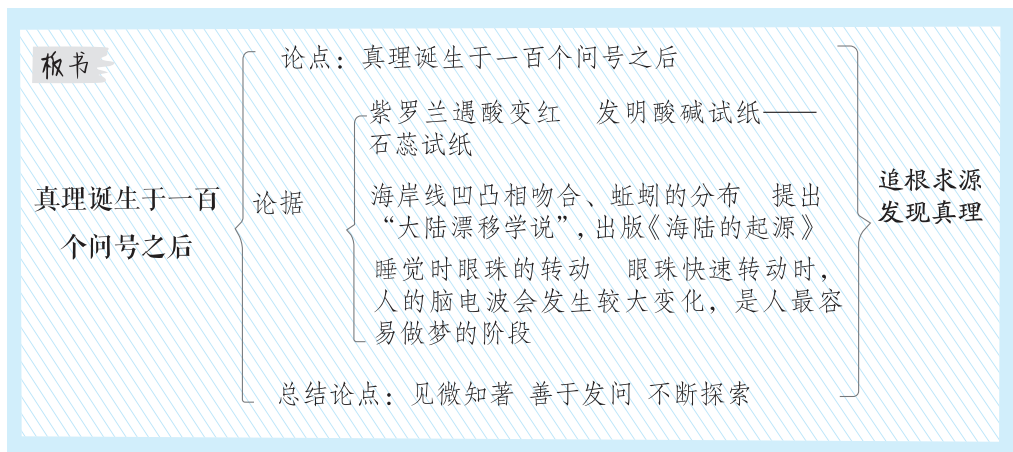 板书
真理诞生于一百
个问号之后
论点：真理诞生于一百个问号之后
论据
紫罗兰遇酸变红　发明酸碱试纸——
石蕊试纸
海岸线凹凸相吻合、蚯蚓的分布　提出
“大陆漂移学说”，出版《海陆的起源》
睡觉时眼珠的转动　眼珠快速转动时，
人的脑电波会发生较大变化，是人最容
易做梦的阶段
总结论点：见微知著 善于发问 不断探索
追根求源
发现真理